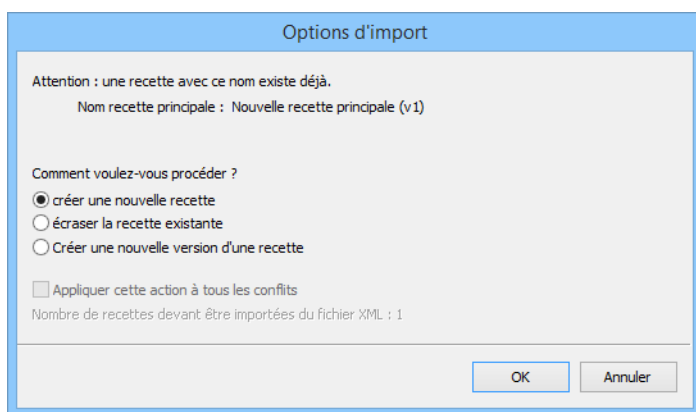 Options d'import
Attention : une recette avec ce nom existe déjà.
Nom recette principale : Nouvelle recette principale (v1)
Comment voulez-vous procéder ?
créer une nouvelle recette
écraser la recette existante
Créer une nouvelle version d'une recette
Appliquer cette action à tous les conflits
Nombre de recettes devant être importées du fichier XML : 1
OK Annuler